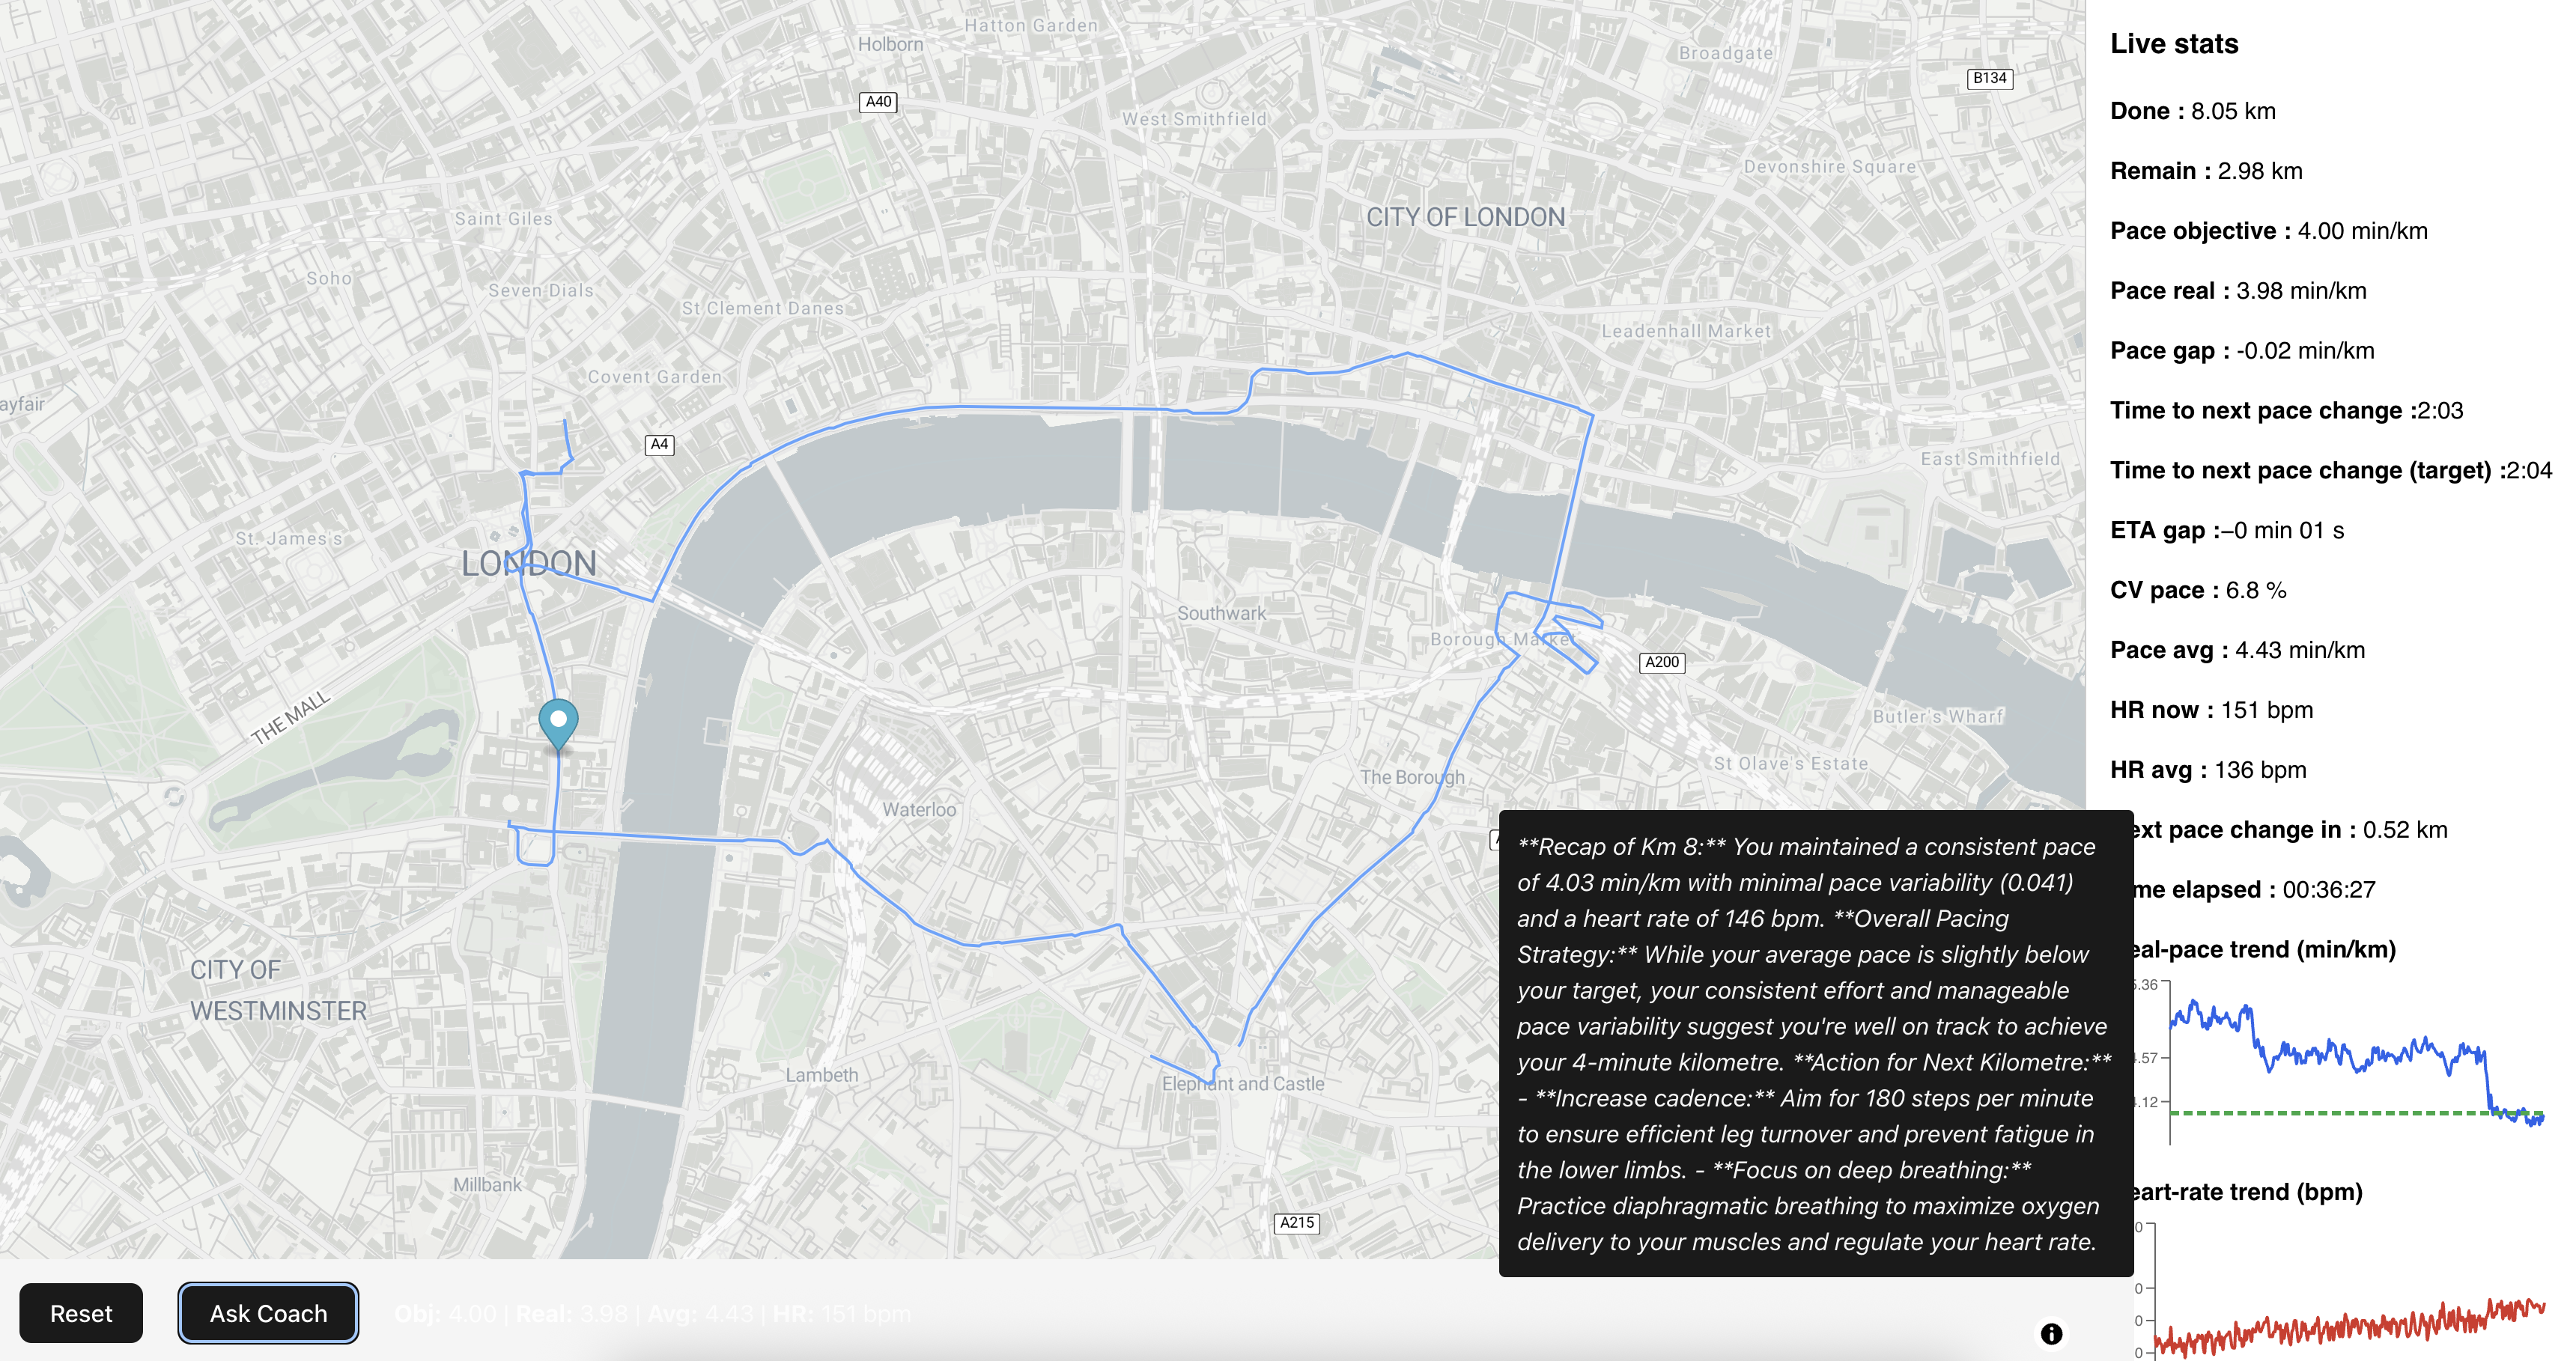 Hatton Garden
Holborn
Broadgate
B134
A40
West Smithfield
Devonshire Square
Saint Giles
CITY OF LONDON
Soho
Seven Dials
St Clement Danes
Leadenhall Market
Covent Garden
ayfair
A4
East Smithfield
St. James's
LONDON
Southwark
Borough Market
A200
THE MALL
Butler's Wharf
The Borough
St Olave's Estate
Waterloo
CITY OF
WESTMINSTER
Lambeth
Elephant and Castle
Millbank
A215
Live stats
Done : 8.05 km
Remain : 2.98 km
Pace objective : 4.00 min/km
Pace real : 3.98 min/km
Pace gap : -0.02 min/km
Time to next pace change :2:03
Time to next pace change (target) :2:04
ETA gap :–0 min 01 s
CV pace : 6.8 %
Pace avg : 4.43 min/km
HR now : 151 bpm
HR avg : 136 bpm
ext pace change in : 0.52 km
me elapsed : 00:36:27
eal-pace trend (min/km)
.36
.57
.12
eart-rate trend (bpm)
0
0
0
0
**Recap of Km 8:** You maintained a consistent pace
of 4.03 min/km with minimal pace variability (0.041)
and a heart rate of 146 bpm. **Overall Pacing
Strategy:** While your average pace is slightly below
your target, your consistent effort and manageable
pace variability suggest you're well on track to achieve
your 4-minute kilometre. **Action for Next Kilometre:**
- **Increase cadence:** Aim for 180 steps per minute
to ensure efficient leg turnover and prevent fatigue in
the lower limbs. - **Focus on deep breathing:**
Practice diaphragmatic breathing to maximize oxygen
delivery to your muscles and regulate your heart rate.
Reset
Ask Coach
Obj: 4.00 | Real: 3.98 | Avg: 4.43 | HR: 151 bpm